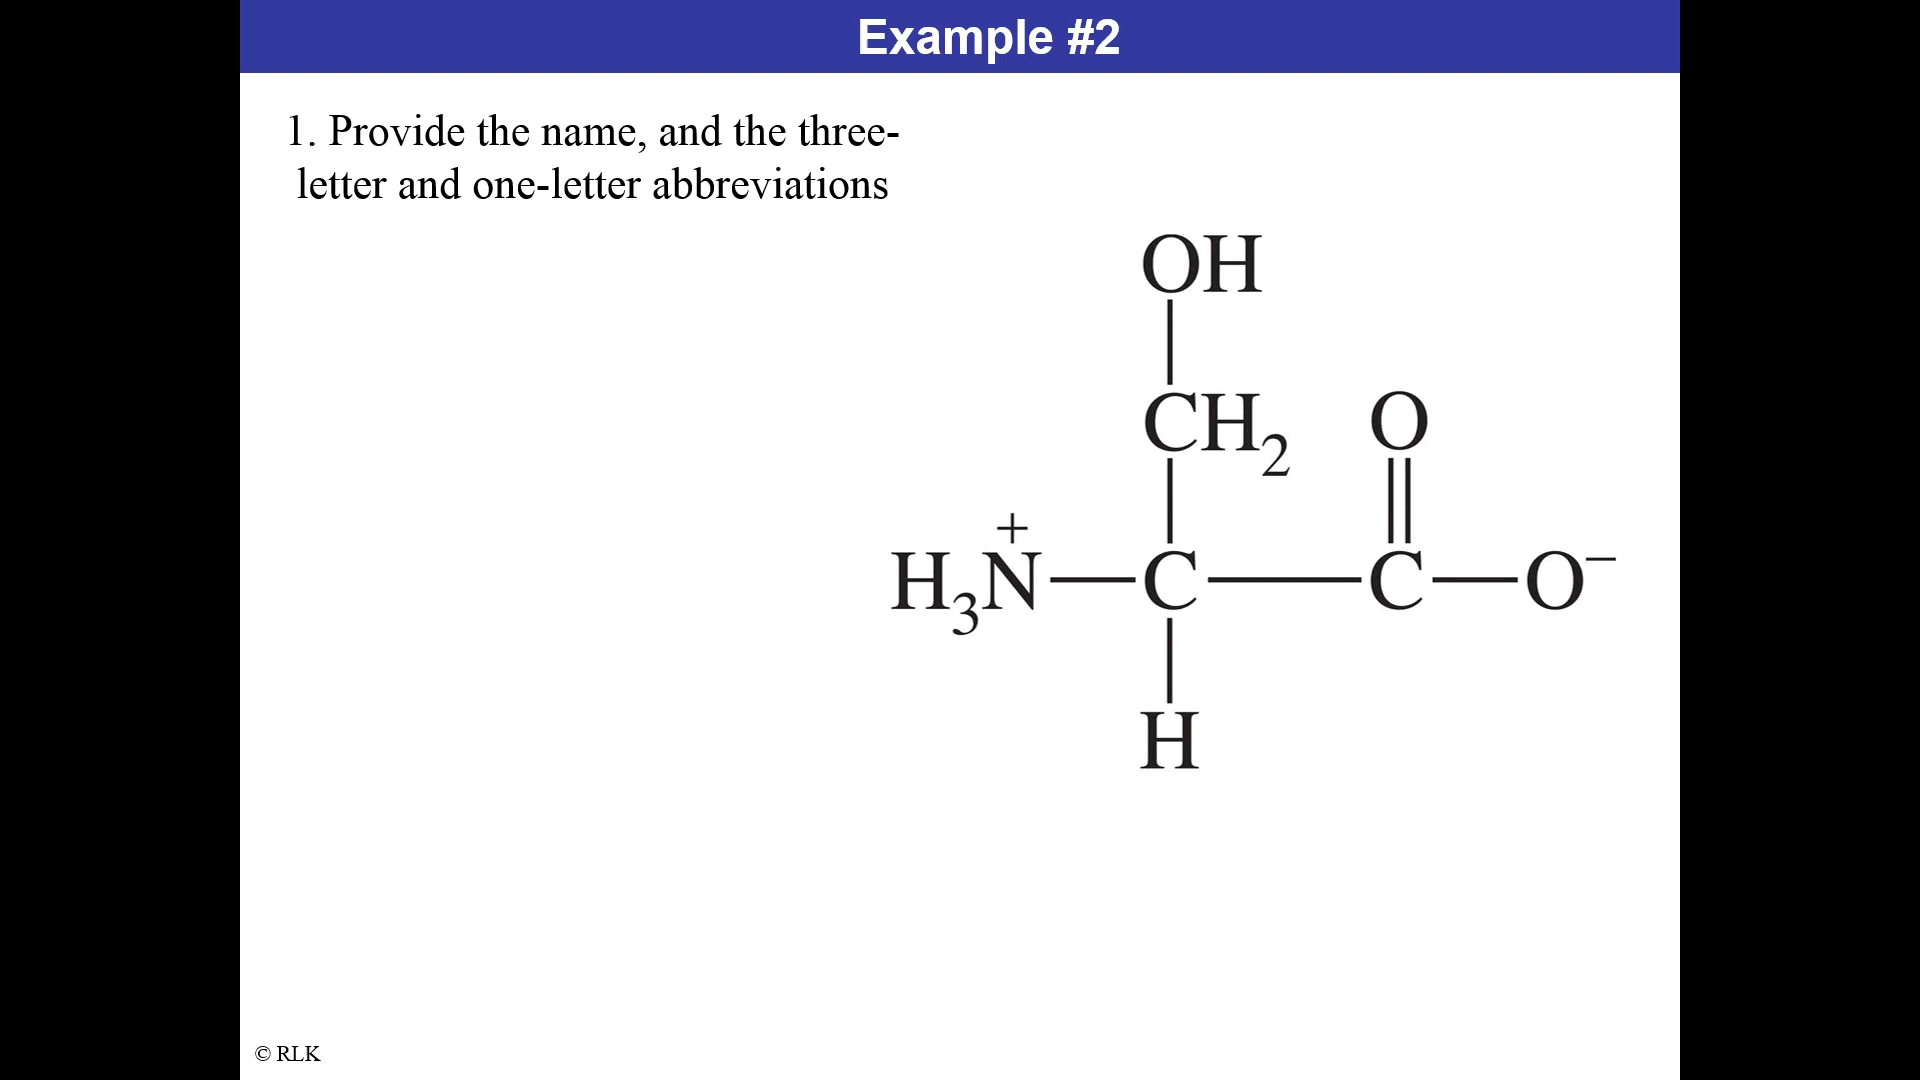 Example #2
1. Provide the name, and the three-
letter and one-letter abbreviations
OH
CH₂ O
+
H₃N C C O⁻
H
© RLK